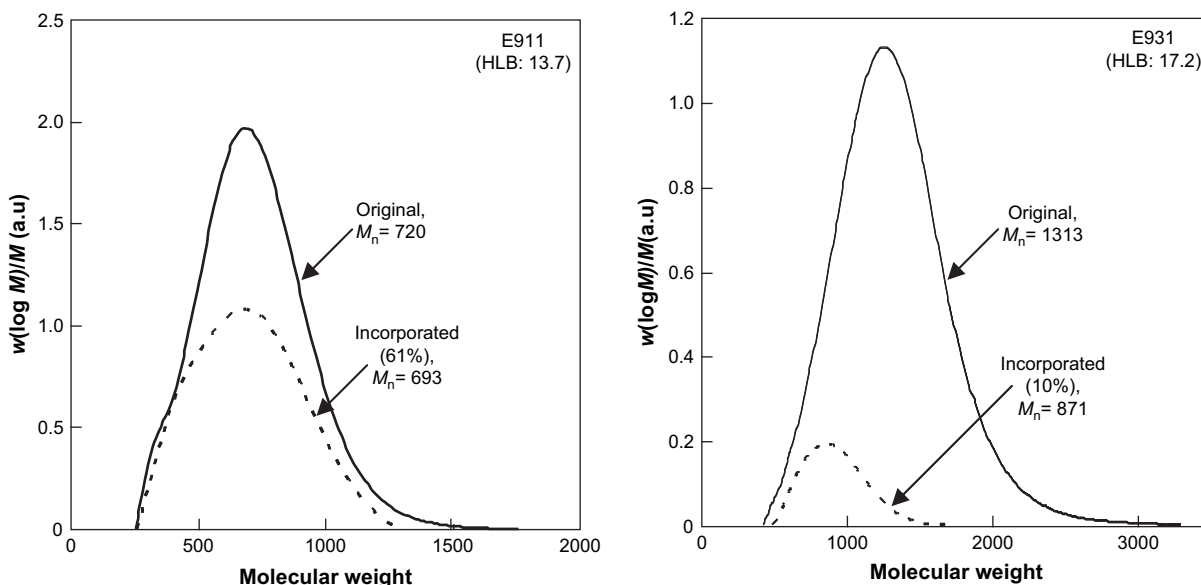 E911
(HLB: 13.7)
2.5
2.0
1.5
1.0
0.5
0
w(log M)/M (a.u)
Original,
Mn= 720
Incorporated
(61%),
Mn= 693
0
500
1000
1500
2000
Molecular weight
E931
(HLB: 17.2)
1.2
1.0
0.8
0.6
0.4
0.2
0
w(logM)/M(a.u)
Original,
Mn= 1313
Incorporated
(10%),
Mn= 871
0
1000
2000
3000
Molecular weight